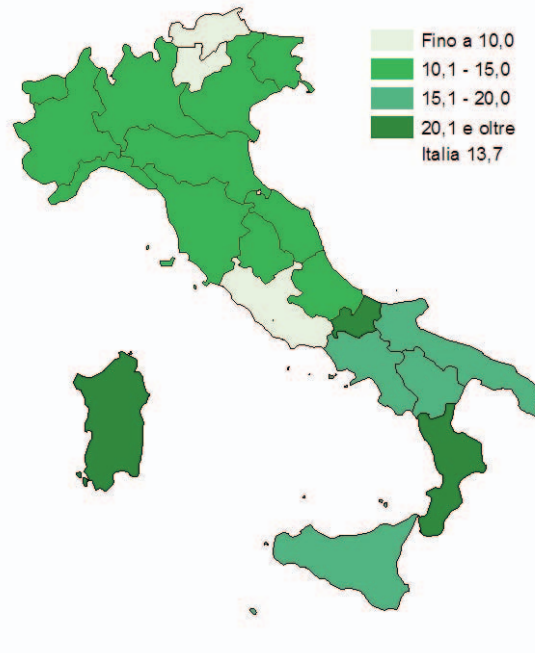 Fino a 10,0
10,1 - 15,0
15,1 - 20,0
20,1 e oltre
Italia 13,7